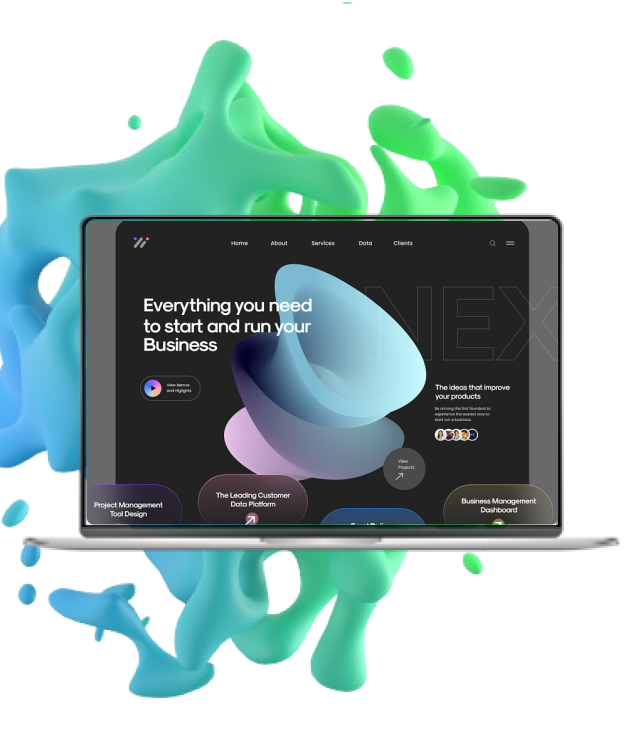 Home About Services Data Clients
NEX
Everything you need
to start and run your
Business
View Demos
and Higlights
The ideas that improve
your products
Be among the first founders to
experience the easiest way to
start run a business.
View
Projects
Project Management
Tool Design
The Leading Customer
Data Platform
Business Management
Dashboard